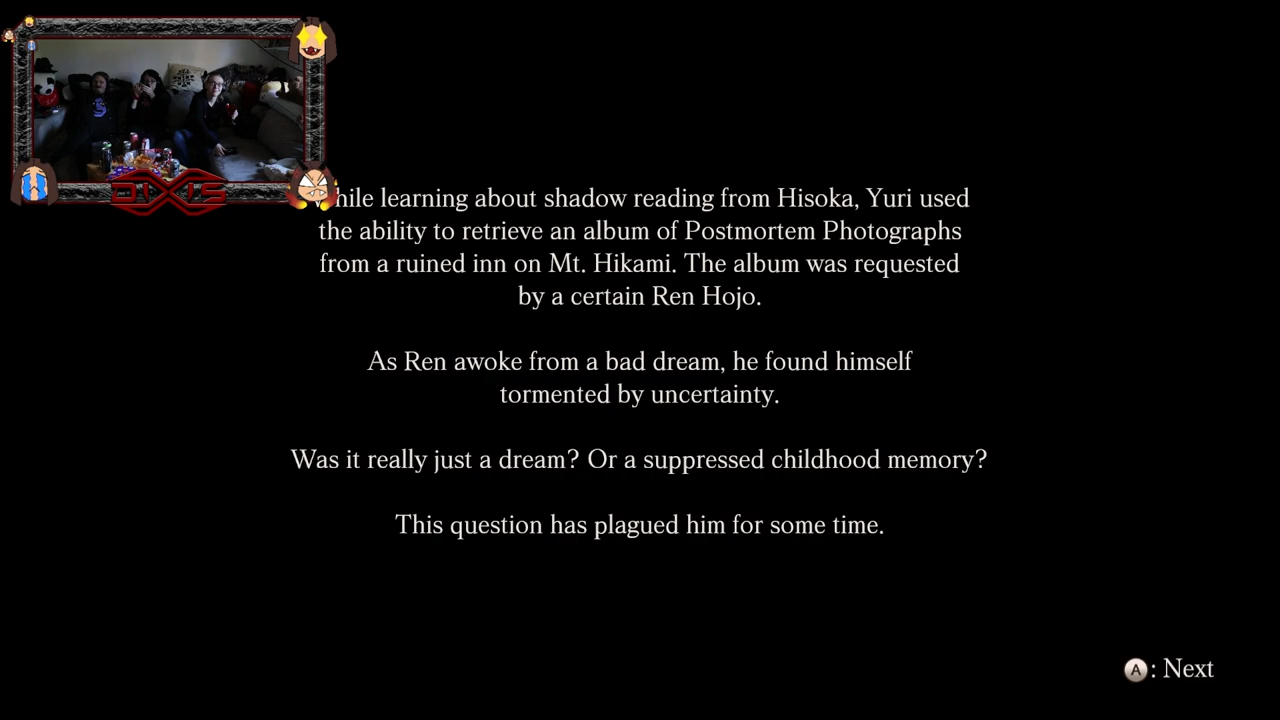 DIXIS
hile learning about shadow reading from Hisoka, Yuri used
the ability to retrieve an album of Postmortem Photographs
from a ruined inn on Mt. Hikami. The album was requested
by a certain Ren Hojo.
As Ren awoke from a bad dream, he found himself
tormented by uncertainty.
Was it really just a dream? Or a suppressed childhood memory?
This question has plagued him for some time.
A : Next